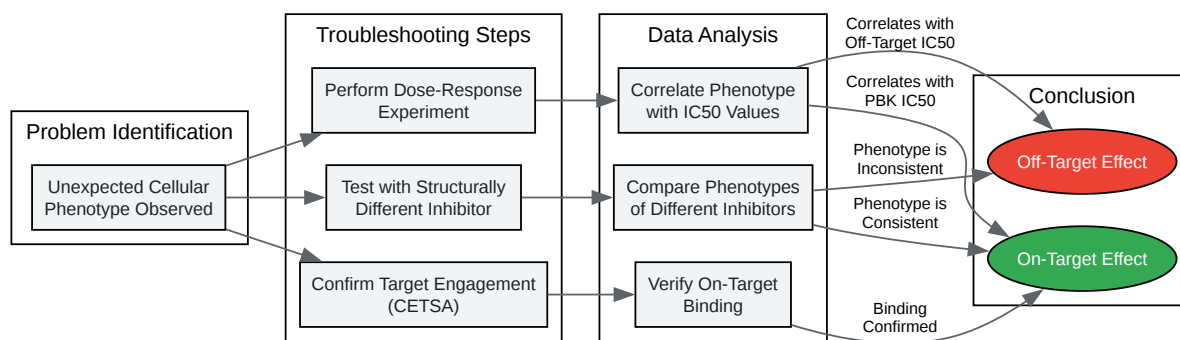 Problem Identification
Unexpected Cellular
Phenotype Observed
Troubleshooting Steps
Perform Dose-Response
Experiment
Test with Structurally
Different Inhibitor
Confirm Target Engagement
(CETSA)
Data Analysis
Correlate Phenotype
with IC50 Values
Compare Phenotypes
of Different Inhibitors
Verify On-Target
Binding
Correlates with
Off-Target IC50
Correlates with
PBK IC50
Phenotype is
Inconsistent
Phenotype is
Consistent
Binding
Confirmed
Conclusion
Off-Target Effect
On-Target Effect